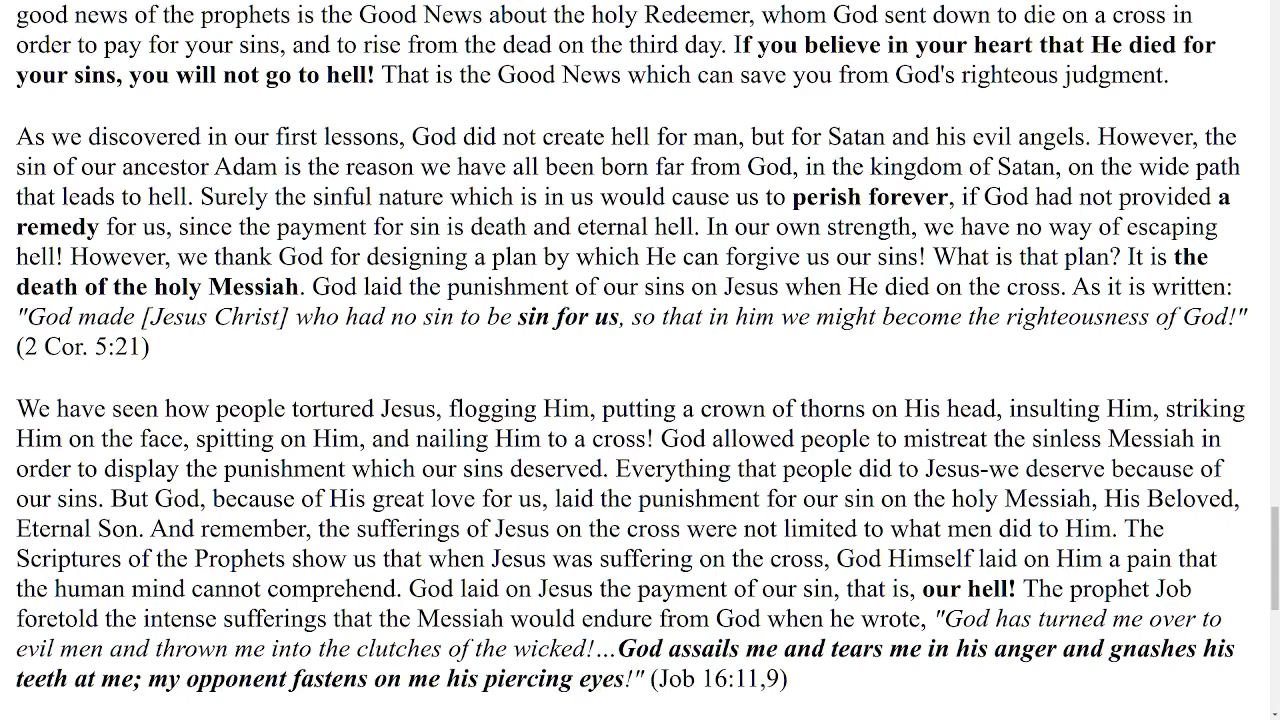 good news of the prophets is the Good News about the holy Redeemer, whom God sent down to die on a cross in
order to pay for your sins, and to rise from the dead on the third day. If you believe in your heart that He died for
your sins, you will not go to hell! That is the Good News which can save you from God's righteous judgment.
As we discovered in our first lessons, God did not create hell for man, but for Satan and his evil angels. However, the
sin of our ancestor Adam is the reason we have all been born far from God, in the kingdom of Satan, on the wide path
that leads to hell. Surely the sinful nature which is in us would cause us to perish forever, if God had not provided a
remedy for us, since the payment for sin is death and eternal hell. In our own strength, we have no way of escaping
hell! However, we thank God for designing a plan by which He can forgive us our sins! What is that plan? It is the
death of the holy Messiah. God laid the punishment of our sins on Jesus when He died on the cross. As it is written:
"God made [Jesus Christ] who had no sin to be sin for us, so that in him we might become the righteousness of God!"
(2 Cor. 5:21)
We have seen how people tortured Jesus, flogging Him, putting a crown of thorns on His head, insulting Him, striking
Him on the face, spitting on Him, and nailing Him to a cross! God allowed people to mistreat the sinless Messiah in
order to display the punishment which our sins deserved. Everything that people did to Jesus-we deserve because of
our sins. But God, because of His great love for us, laid the punishment for our sin on the holy Messiah, His Beloved,
Eternal Son. And remember, the sufferings of Jesus on the cross were not limited to what men did to Him. The
Scriptures of the Prophets show us that when Jesus was suffering on the cross, God Himself laid on Him a pain that
the human mind cannot comprehend. God laid on Jesus the payment of our sin, that is, our hell! The prophet Job
foretold the intense sufferings that the Messiah would endure from God when he wrote, "God has turned me over to
evil men and thrown me into the clutches of the wicked!…God assails me and tears me in his anger and gnashes his
teeth at me; my opponent fastens on me his piercing eyes!" (Job 16:11,9)